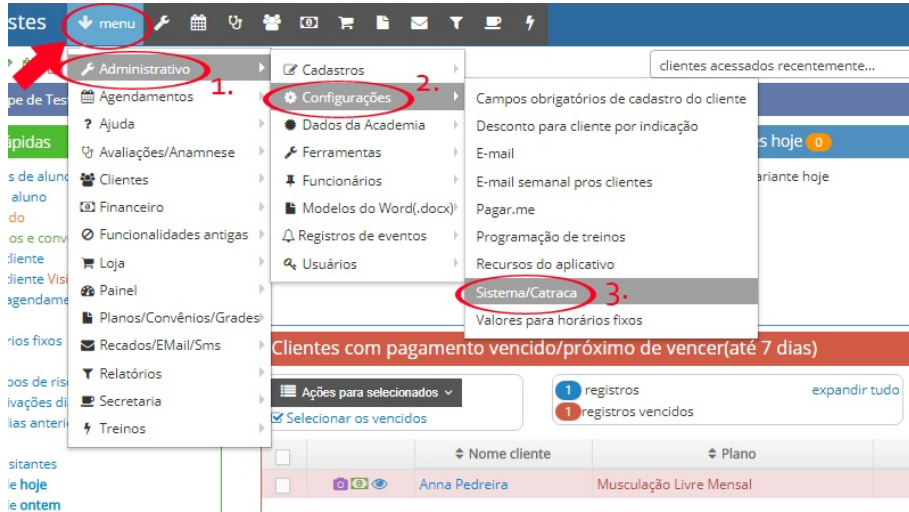 stes
menu
clientes acessados recentemente...
1. Administrativo
Agendamentos
? Ajuda
Avaliações/Anamnese
Clientes
Financeiro
Funcionalidades antigas
Loja
Painel
Planos/Convênios/Grades
Recados/EMail/Sms
Relatórios
Secretaria
Treinos
2. Cadastros
Configurações
Dados da Academia
Ferramentas
Funcionários
Modelos do Word(.docx)
Registros de eventos
Usuários
Campos obrigatórios de cadastro do cliente
Desconto para cliente por indicação
E-mail
E-mail semanal pros clientes
Pagar.me
Programação de treinos
Recursos do aplicativo
Sistema/Catraca 3.
Valores para horários fixos
pe de Tes
ápidas
s de aluno
aluno
do
os e conv
liente
liente Visi
agendame
rios fixos
pos de ris
ivações di
lias anteri
sitantes
e hoje
e ontem
s hoje 0
ariante hoje
Clientes com pagamento vencido/próximo de vencer(até 7 dias)
Ações para selecionados
Selecionar os vencidos
1 registros
1 registros vencidos
expandir tudo
Nome cliente
Plano
Anna Pedreira
Musculação Livre Mensal